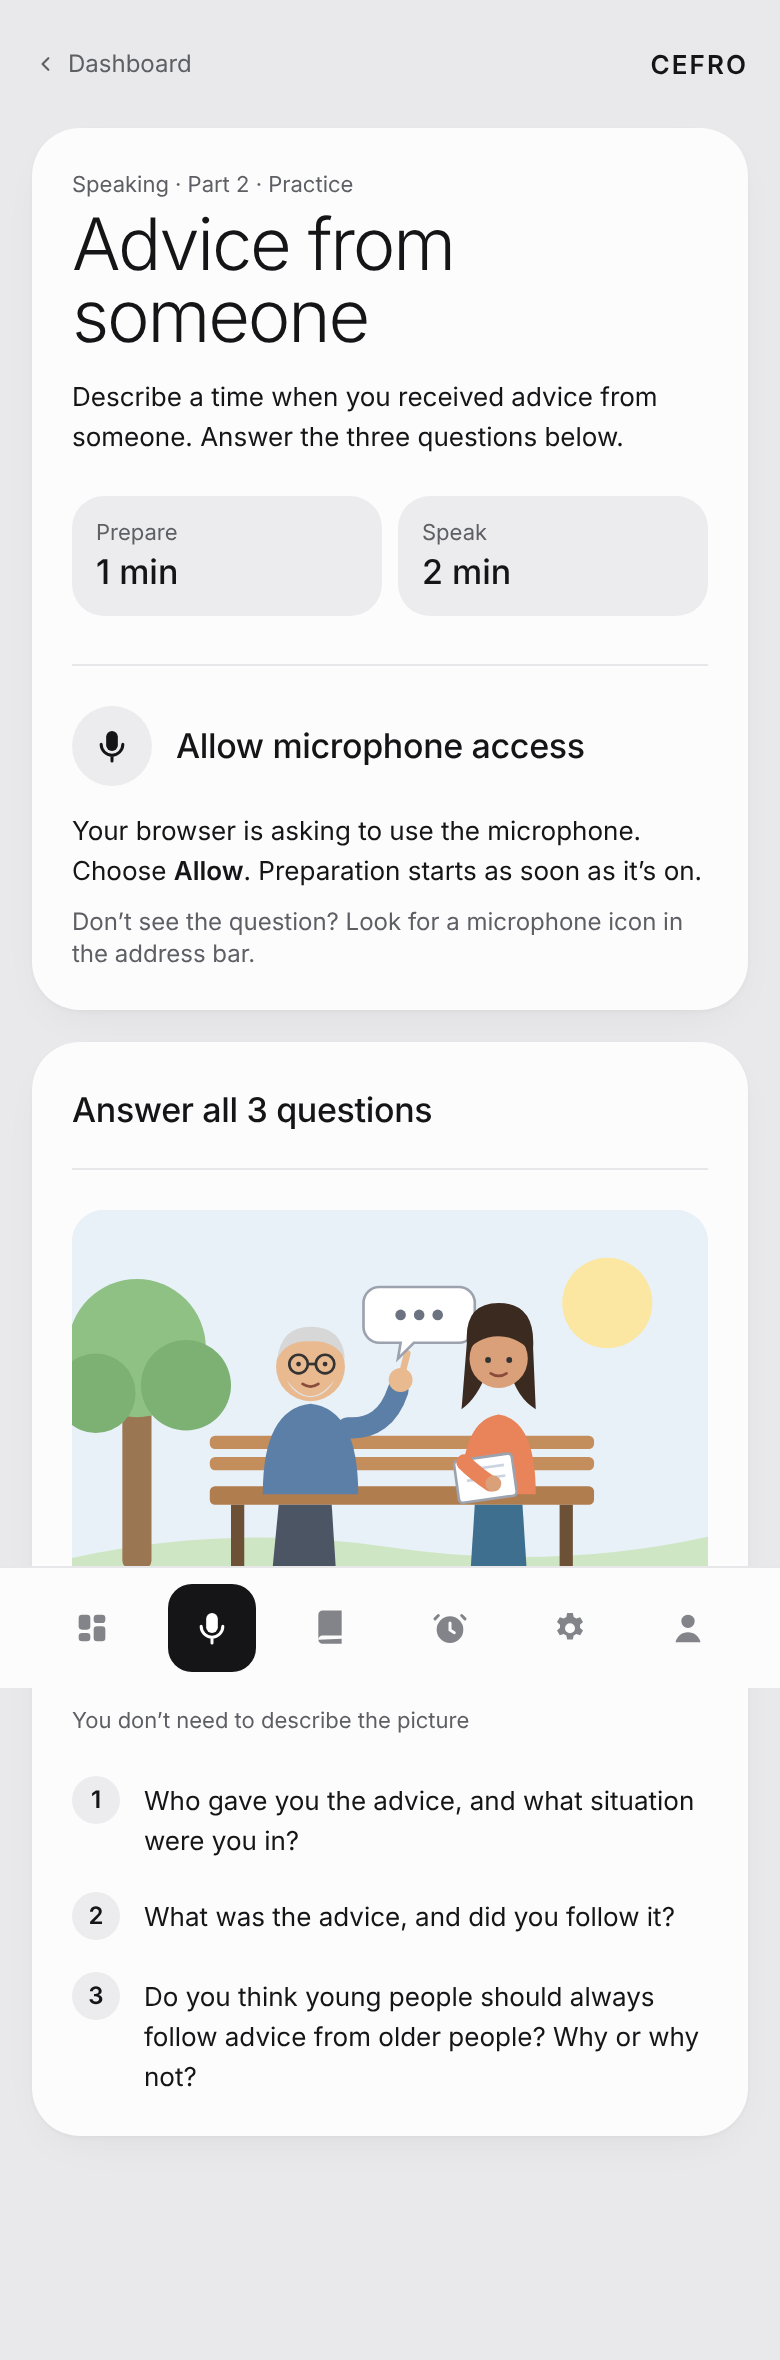 Dashboard
CEFRO
Speaking · Part 2 · Practice
Advice from
someone
Describe a time when you received advice from
someone. Answer the three questions below.
Prepare
1 min
Speak
2 min
Allow microphone access
Your browser is asking to use the microphone.
Choose Allow. Preparation starts as soon as it’s on.
Don’t see the question? Look for a microphone icon in
the address bar.
Answer all 3 questions
You don’t need to describe the picture
1 Who gave you the advice, and what situation
were you in?
2 What was the advice, and did you follow it?
3 Do you think young people should always
follow advice from older people? Why or why
not?